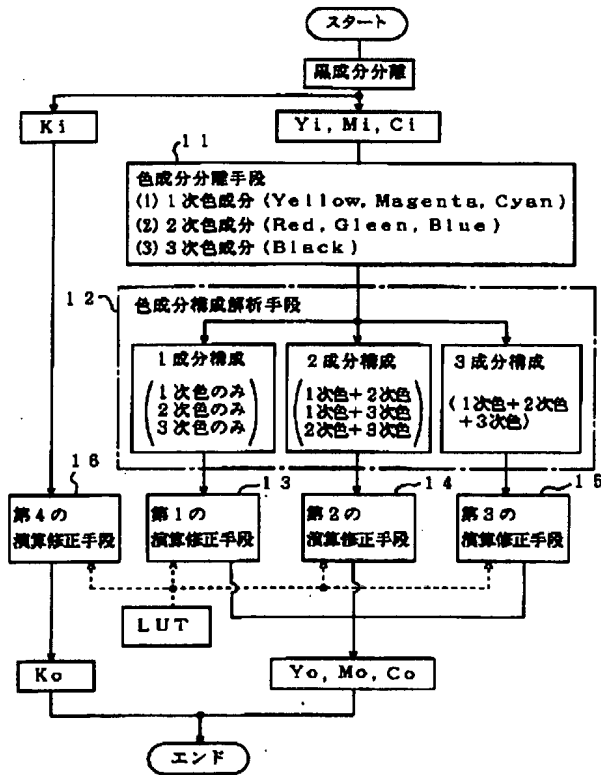 スタート
黒成分分離
Ki
Yi, Mi, Ci
11
色成分分離手段
(1) 1次色成分 (Yellow, Magenta, Cyan)
(2) 2次色成分 (Red, Gleen, Blue)
(3) 3次色成分 (Black)
12
色成分構成解析手段
1成分構成
1次色のみ
2次色のみ
3次色のみ
2成分構成
1次色+2次色
1次色+3次色
2次色+3次色
3成分構成
(1次色+2次色
+3次色)
16
第4の
演算修正手段
13
第1の
演算修正手段
14
第2の
演算修正手段
15
第3の
演算修正手段
LUT
Ko
Yo, Mo, Co
エンド